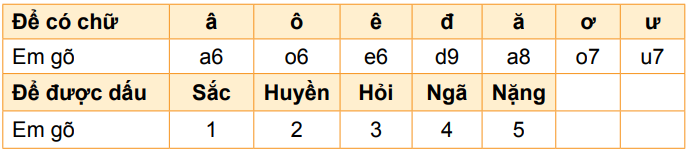 Để có chữ â ô ê đ ă ơ ư
Em gõ a6 o6 e6 d9 a8 o7 u7
Để được dấu Sắc Huyền Hỏi Ngã Nặng
Em gõ 1 2 3 4 5